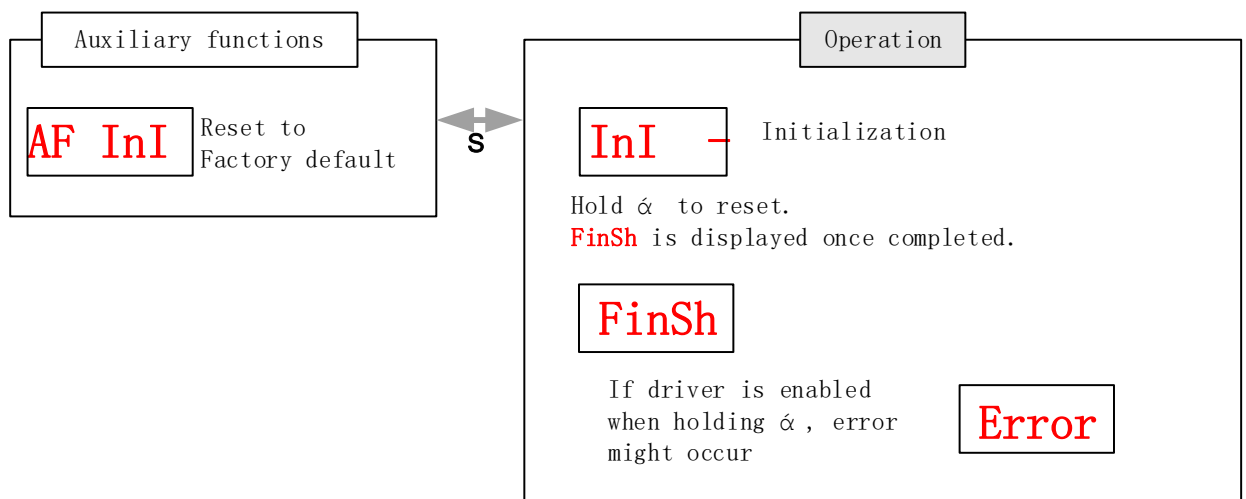 Auxiliary functions
AF InI
Reset to
Factory default
S
Operation
InI -
Initialization
Hold ά to reset.
FinSh is displayed once completed.
FinSh
If driver is enabled
when holding ά, error
might occur
Error